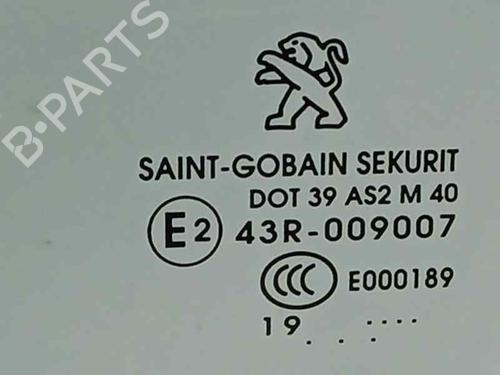 B-PARTS
SAINT-GOBAIN SEKURIT
DOT 39 AS2 M 40
E2 43R-009007
CCC E000189
19 . . . ....